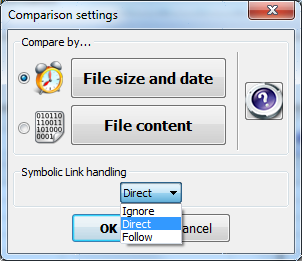 Comparison settings
Compare by...
File size and date
010110
110011
101000
0001
File content
Symbolic Link handling
Direct
Ignore
Direct
Follow
OK